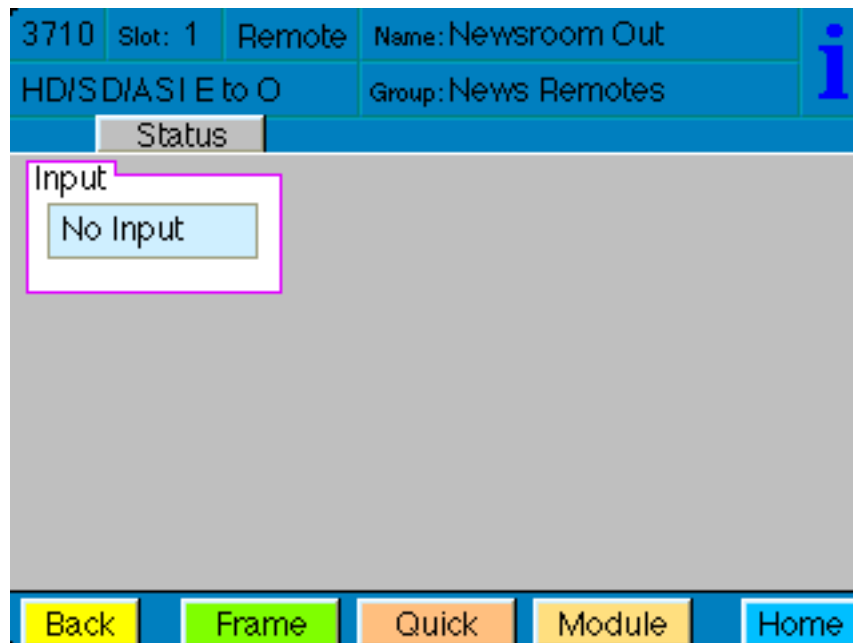 3710 Slot: 1 Remote Name: Newsroom Out
HD/SD/ASI E to O Group: News Remotes
i
Status
Input
No Input
Back Frame Quick Module Home